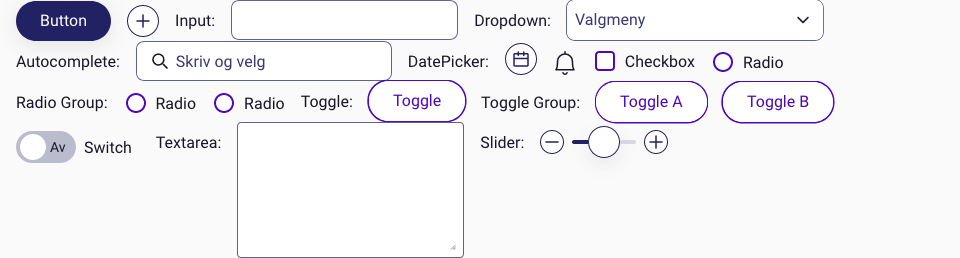 Button Input: Dropdown: Valgmeny
Autocomplete: Skriv og velg DatePicker: Checkbox Radio
Radio Group: Radio Radio Toggle: Toggle Toggle Group: Toggle A Toggle B
Av Switch Textarea: Slider: